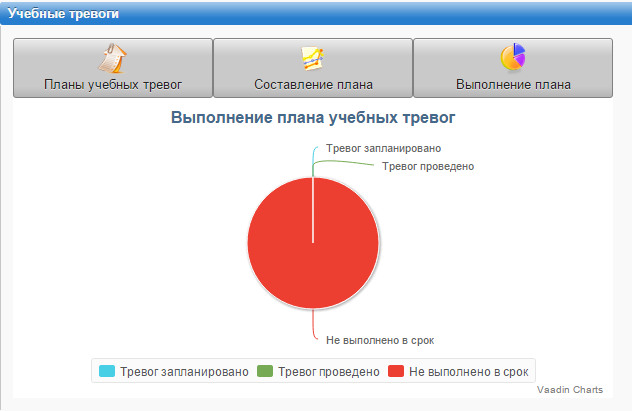 Учебные тревоги
Планы учебных тревог
Составление плана
Выполнение плана
Выполнение плана учебных тревог
Тревог запланировано
Тревог проведено
Не выполнено в срок
Тревог запланировано
Тревог проведено
Не выполнено в срок
Vaadin Charts